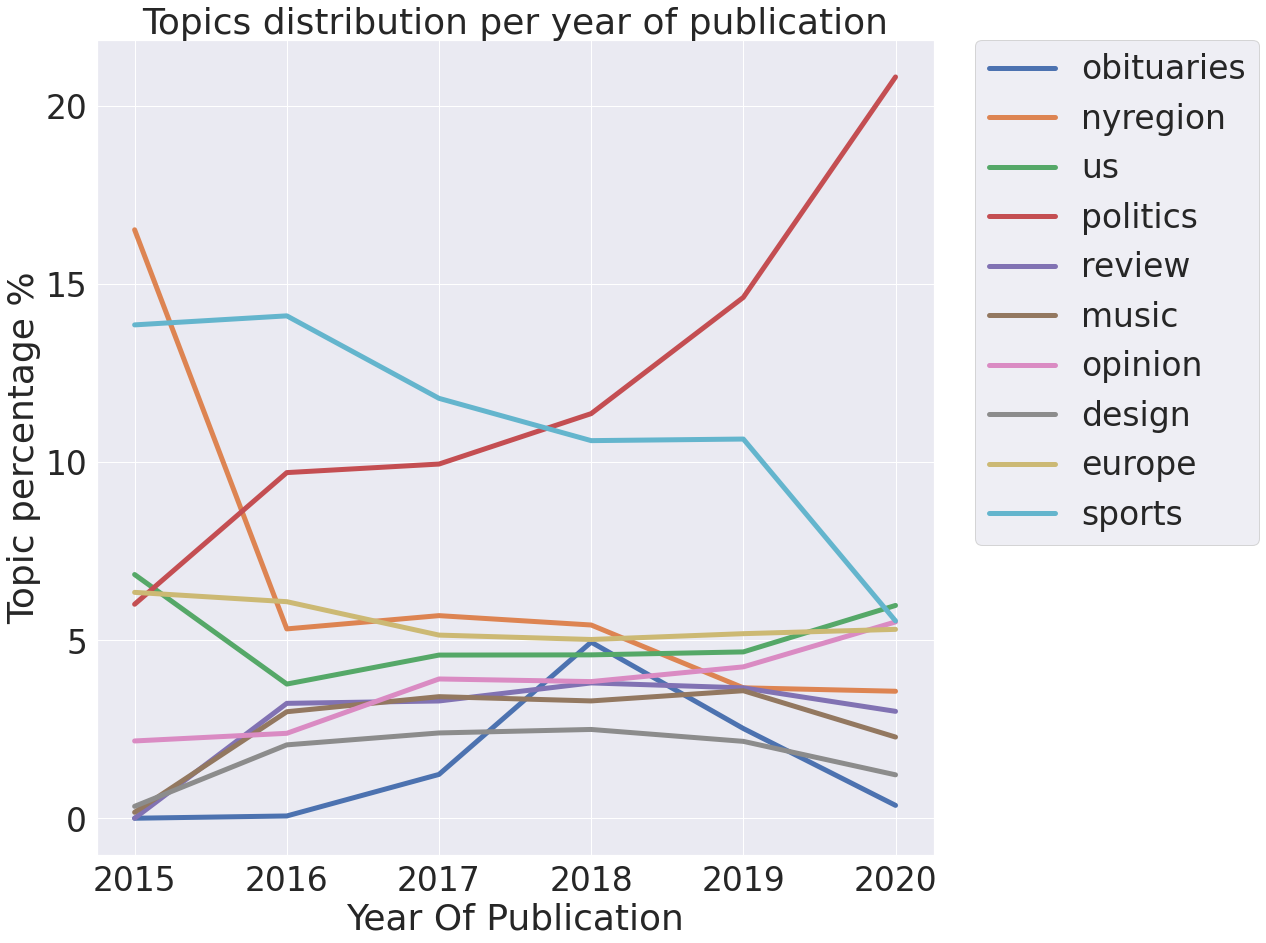 Topics distribution per year of publication
Topic percentage %
20
15
10
5
0
2015 2016 2017 2018 2019 2020
Year Of Publication
obituaries
nyregion
us
politics
review
music
opinion
design
europe
sports